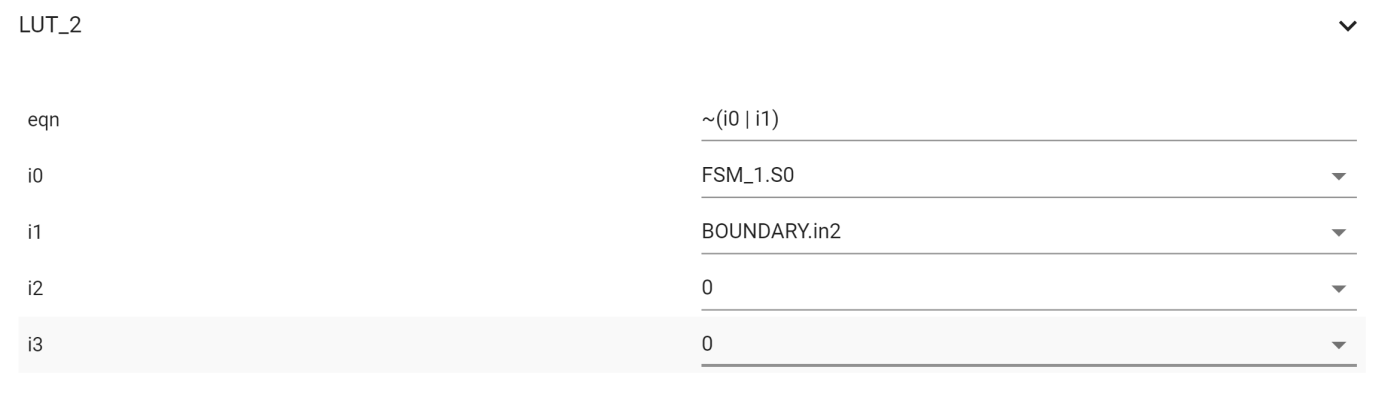 LUT_2
eqn ~(i0 | i1)
i0 FSM_1.S0
i1 BOUNDARY.in2
i2 0
i3 0